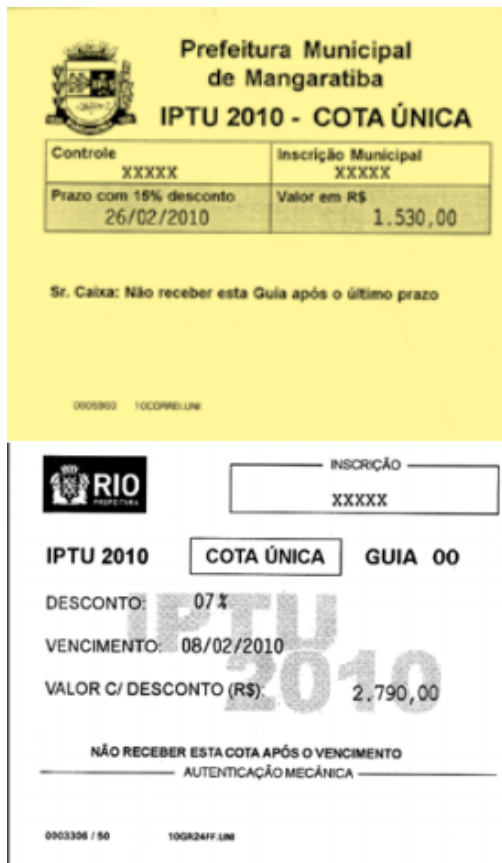 Prefeitura Municipal
de Mangaratiba
IPTU 2010 - COTA ÚNICA
Controle
XXXXX
Inscrição Municipal
XXXXX
Prazo com 15% desconto
26/02/2010
Valor em R$
1.530,00
Sr. Caixa: Não receber esta Guia após o último prazo
RIO
PREFEITURA
INSCRIÇÃO
XXXXX
IPTU 2010 COTA ÚNICA GUIA 00
IPTU
2010
DESCONTO: 07%
VENCIMENTO: 08/02/2010
VALOR C/ DESCONTO (R$): 2.790,00
NÃO RECEBER ESTA COTA APÓS O VENCIMENTO
AUTENTICAÇÃO MECÂNICA
0003306 / 50 10GR24FF.UNI